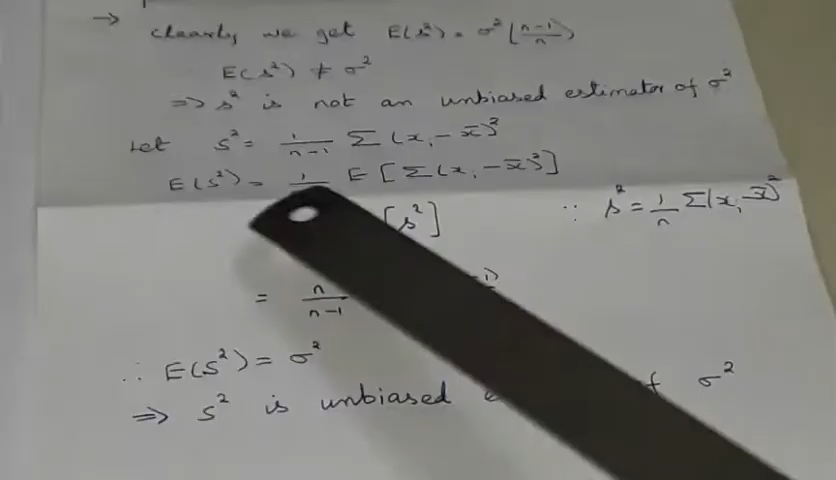 → clearly we get E(s²) = σ² (n-1/n)
E(s²) ≠ σ²
⇒ s² is not an unbiased estimator of σ²
Let S² = 1/n-1 Σ (xᵢ - x̄)²
E(S²) = 1/ E [Σ(xᵢ - x̄)²]
[s²] ∵ s² = 1/n Σ(xᵢ - x̄)²
= n/n-1
∴ E(S²) = σ²
⇒ S² is unbiased σ²